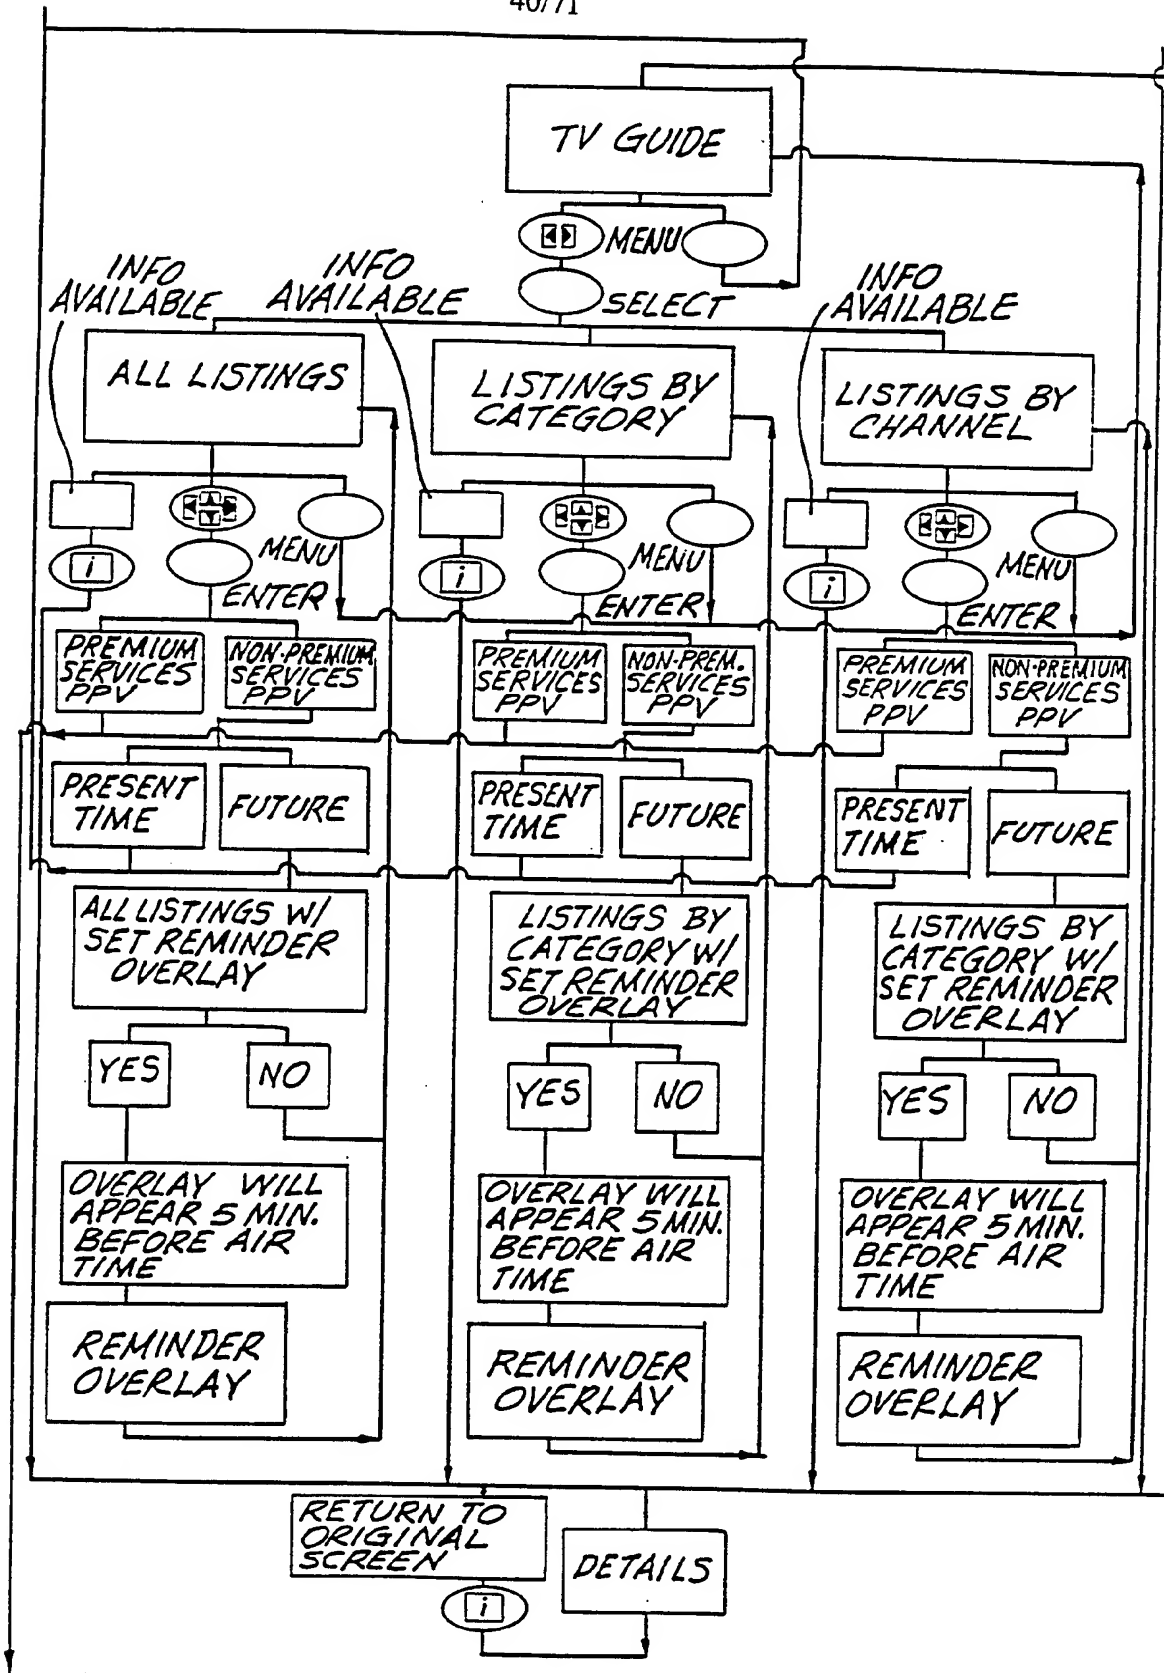 40/71
TV GUIDE
MENU
SELECT
INFO
AVAILABLE
INFO
AVAILABLE
INFO
AVAILABLE
ALL LISTINGS
LISTINGS BY
CATEGORY
LISTINGS BY
CHANNEL
i
MENU
ENTER
i
MENU
ENTER
i
MENU
ENTER
PREMIUM
SERVICES
PPV
NON-PREMIUM
SERVICES
PPV
PREMIUM
SERVICES
PPV
NON-PREM.
SERVICES
PPV
PREMIUM
SERVICES
PPV
NON-PREMIUM
SERVICES
PPV
PRESENT
TIME
FUTURE
PRESENT
TIME
FUTURE
PRESENT
TIME
FUTURE
ALL LISTINGS W/
SET REMINDER
OVERLAY
LISTINGS BY
CATEGORY W/
SET REMINDER
OVERLAY
LISTINGS BY
CATEGORY W/
SET REMINDER
OVERLAY
YES
NO
YES
NO
YES
NO
OVERLAY WILL
APPEAR 5 MIN.
BEFORE AIR
TIME
OVERLAY WILL
APPEAR 5 MIN.
BEFORE AIR
TIME
OVERLAY WILL
APPEAR 5 MIN.
BEFORE AIR
TIME
REMINDER
OVERLAY
REMINDER
OVERLAY
REMINDER
OVERLAY
RETURN TO
ORIGINAL
SCREEN
DETAILS
i